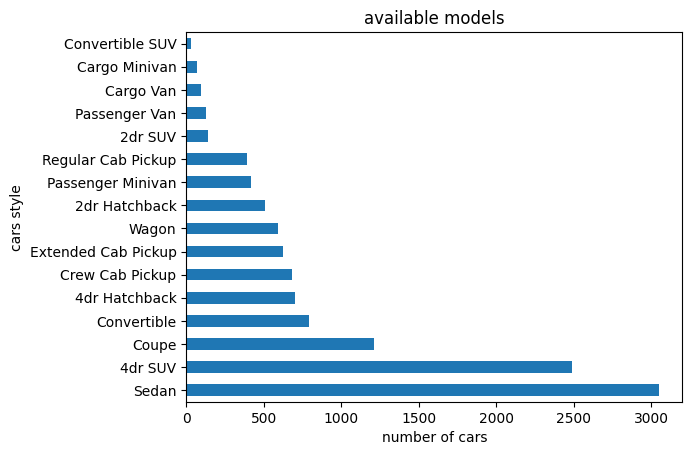 available models
cars style
Convertible SUV
Cargo Minivan
Cargo Van
Passenger Van
2dr SUV
Regular Cab Pickup
Passenger Minivan
2dr Hatchback
Wagon
Extended Cab Pickup
Crew Cab Pickup
4dr Hatchback
Convertible
Coupe
4dr SUV
Sedan
0 500 1000 1500 2000 2500 3000
number of cars